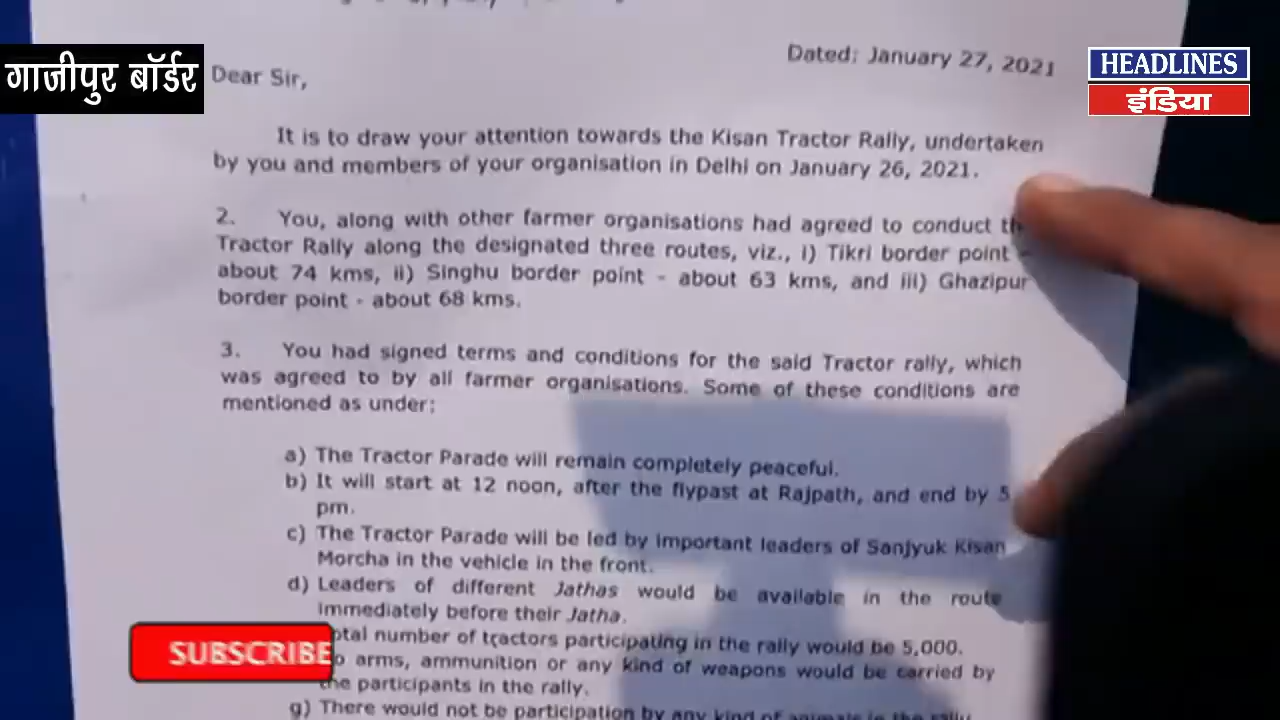 गाजीपुर बॉर्डर
HEADLINES
इंडिया
Dated: January 27, 2021
Dear Sir,
It is to draw your attention towards the Kisan Tractor Rally, undertaken
by you and members of your organisation in Delhi on January 26, 2021.
2. You, along with other farmer organisations had agreed to conduct th
Tractor Rally along the designated three routes, viz., i) Tikri border point -
about 74 kms, ii) Singhu border point - about 63 kms, and iii) Ghazipur
border point - about 68 kms.
3. You had signed terms and conditions for the said Tractor rally, which
was agreed to by all farmer organisations. Some of these conditions are
mentioned as under:
a) The Tractor Parade will remain completely peaceful.
b) It will start at 12 noon, after the flypast at Rajpath, and end by 5
pm.
c) The Tractor Parade will be led by important leaders of Sanjyuk Kisan
Morcha in the vehicle in the front.
d) Leaders of different Jathas would be available in the route
immediately before their Jatha.
otal number of tractors participating in the rally would be 5,000.
SUBSCRIBE
o arms, ammunition or any kind of weapons would be carried by
the participants in the rally.
g) There would not be participation by any kind of animals in the rally.